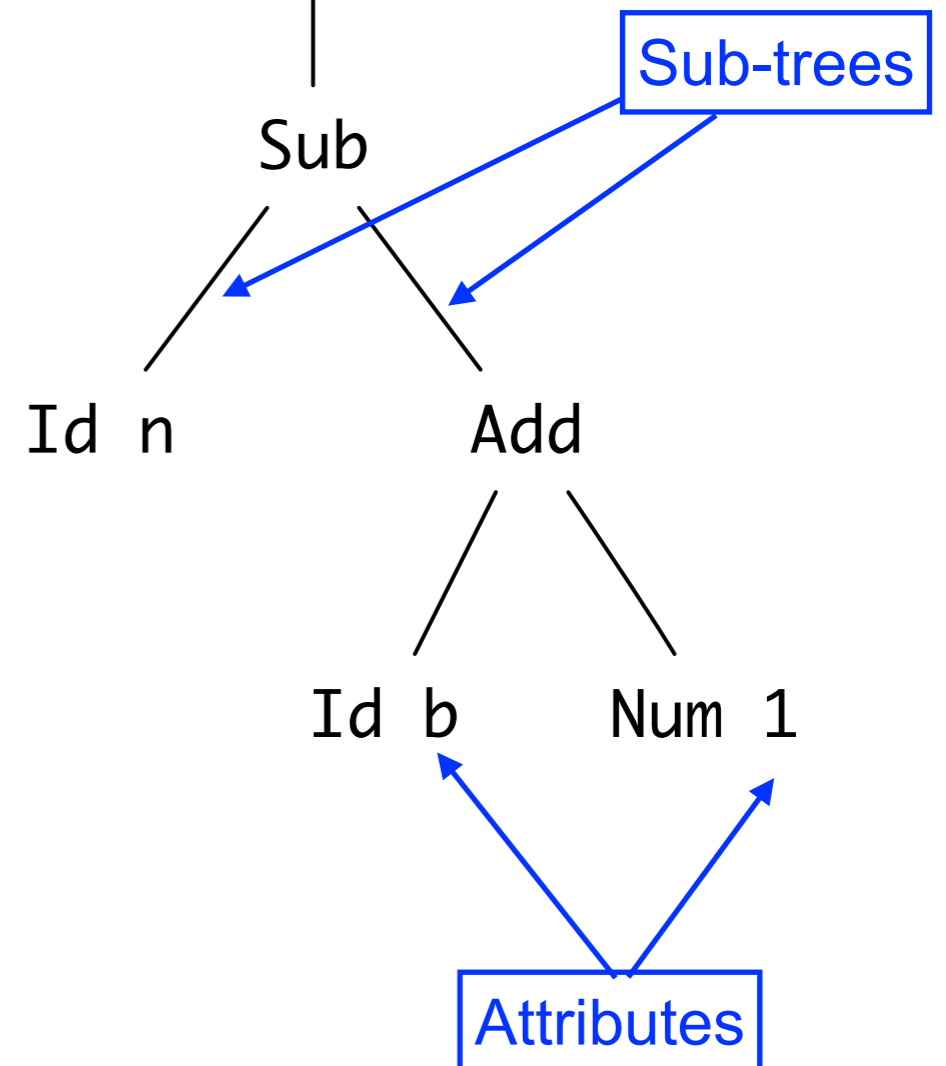 Sub-trees
Sub
Id n
Add
Id b
Num 1
Attributes